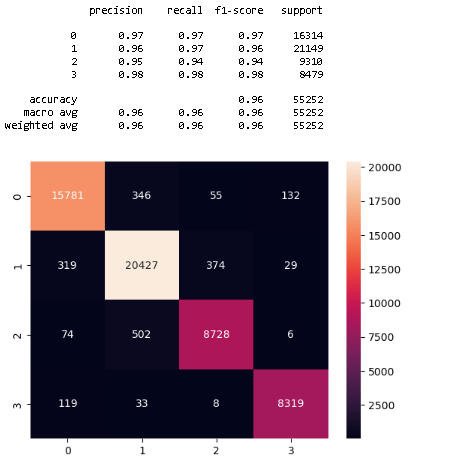 precision recall f1-score support
0 0.97 0.97 0.97 16314
1 0.96 0.97 0.96 21149
2 0.95 0.94 0.94 9310
3 0.98 0.98 0.98 8479
accuracy 0.96 55252
macro avg 0.96 0.96 0.96 55252
weighted avg 0.96 0.96 0.96 55252
20000
0 15781 346 55 132
17500
15000
1 319 20427 374 29
12500
10000
2 74 502 8728 6
7500
5000
3 119 33 8 8319
2500
0 1 2 3